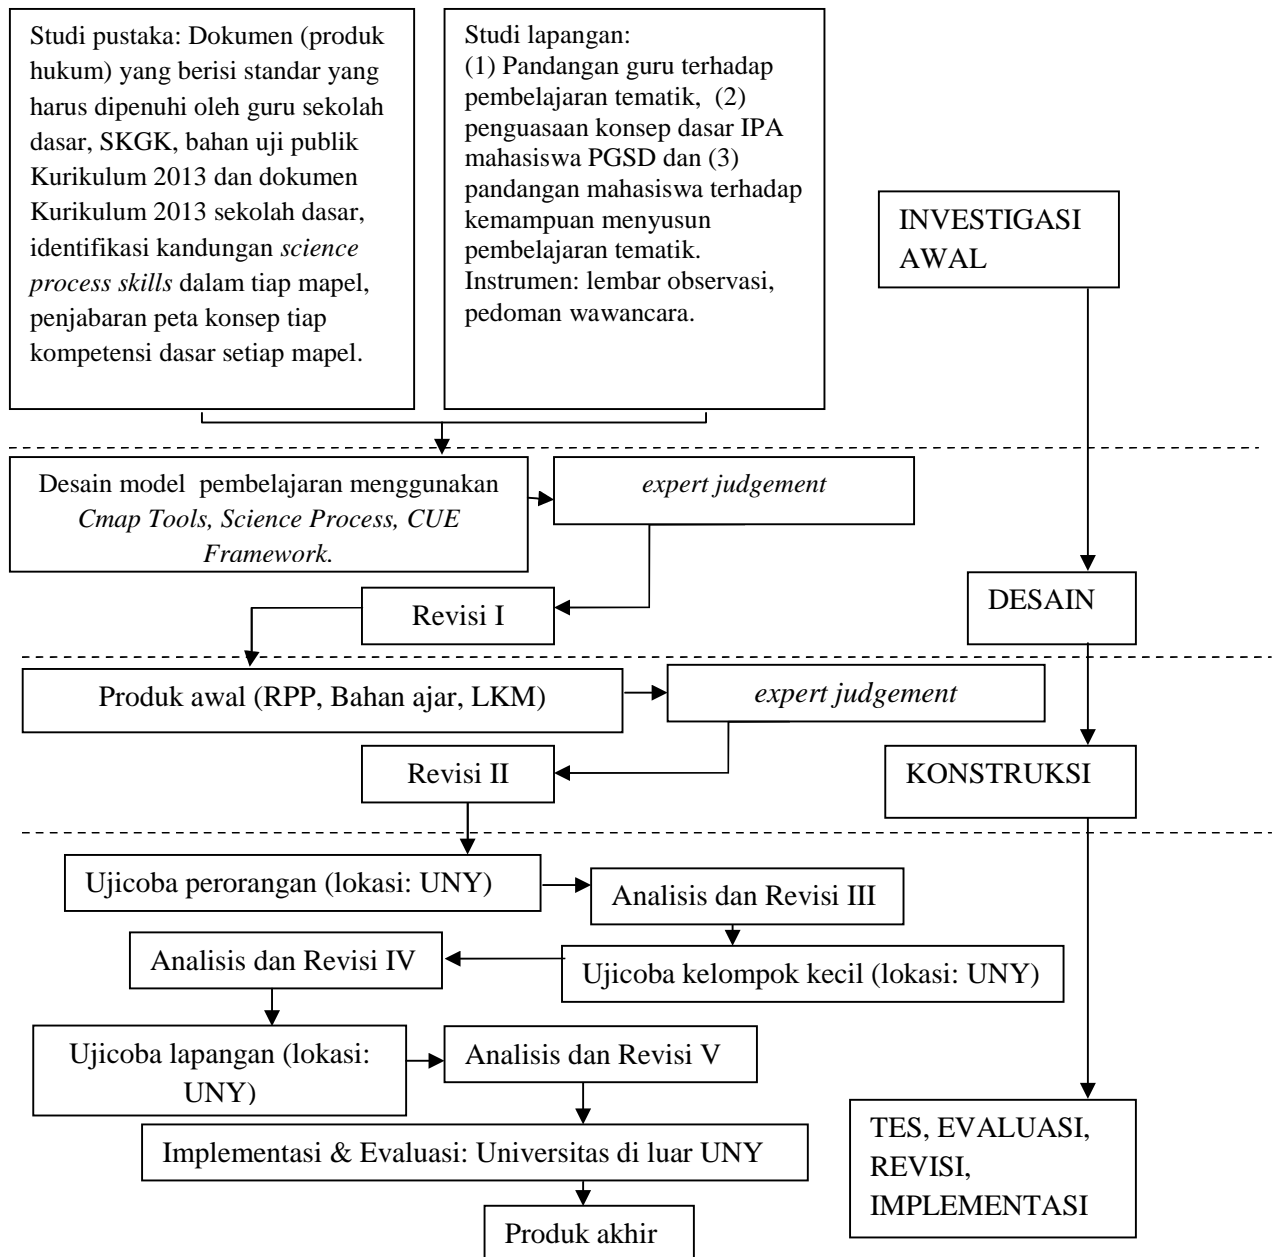 Studi pustaka: Dokumen (produk
hukum) yang berisi standar yang
harus dipenuhi oleh guru sekolah
dasar, SKGK, bahan uji publik
Kurikulum 2013 dan dokumen
Kurikulum 2013 sekolah dasar,
identifikasi kandungan science
process skills dalam tiap mapel,
penjabaran peta konsep tiap
kompetensi dasar setiap mapel.
Studi lapangan:
(1) Pandangan guru terhadap
pembelajaran tematik, (2)
penguasaan konsep dasar IPA
mahasiswa PGSD dan (3)
pandangan mahasiswa terhadap
kemampuan menyusun
pembelajaran tematik.
Instrumen: lembar observasi,
pedoman wawancara.
INVESTIGASI
AWAL
Desain model pembelajaran menggunakan
Cmap Tools, Science Process, CUE
Framework.
expert judgement
Revisi I
DESAIN
Produk awal (RPP, Bahan ajar, LKM)
expert judgement
Revisi II
KONSTRUKSI
Ujicoba perorangan (lokasi: UNY)
Analisis dan Revisi III
Analisis dan Revisi IV
Ujicoba kelompok kecil (lokasi: UNY)
Ujicoba lapangan (lokasi:
UNY)
Analisis dan Revisi V
Implementasi & Evaluasi: Universitas di luar UNY
Produk akhir
TES, EVALUASI,
REVISI,
IMPLEMENTASI